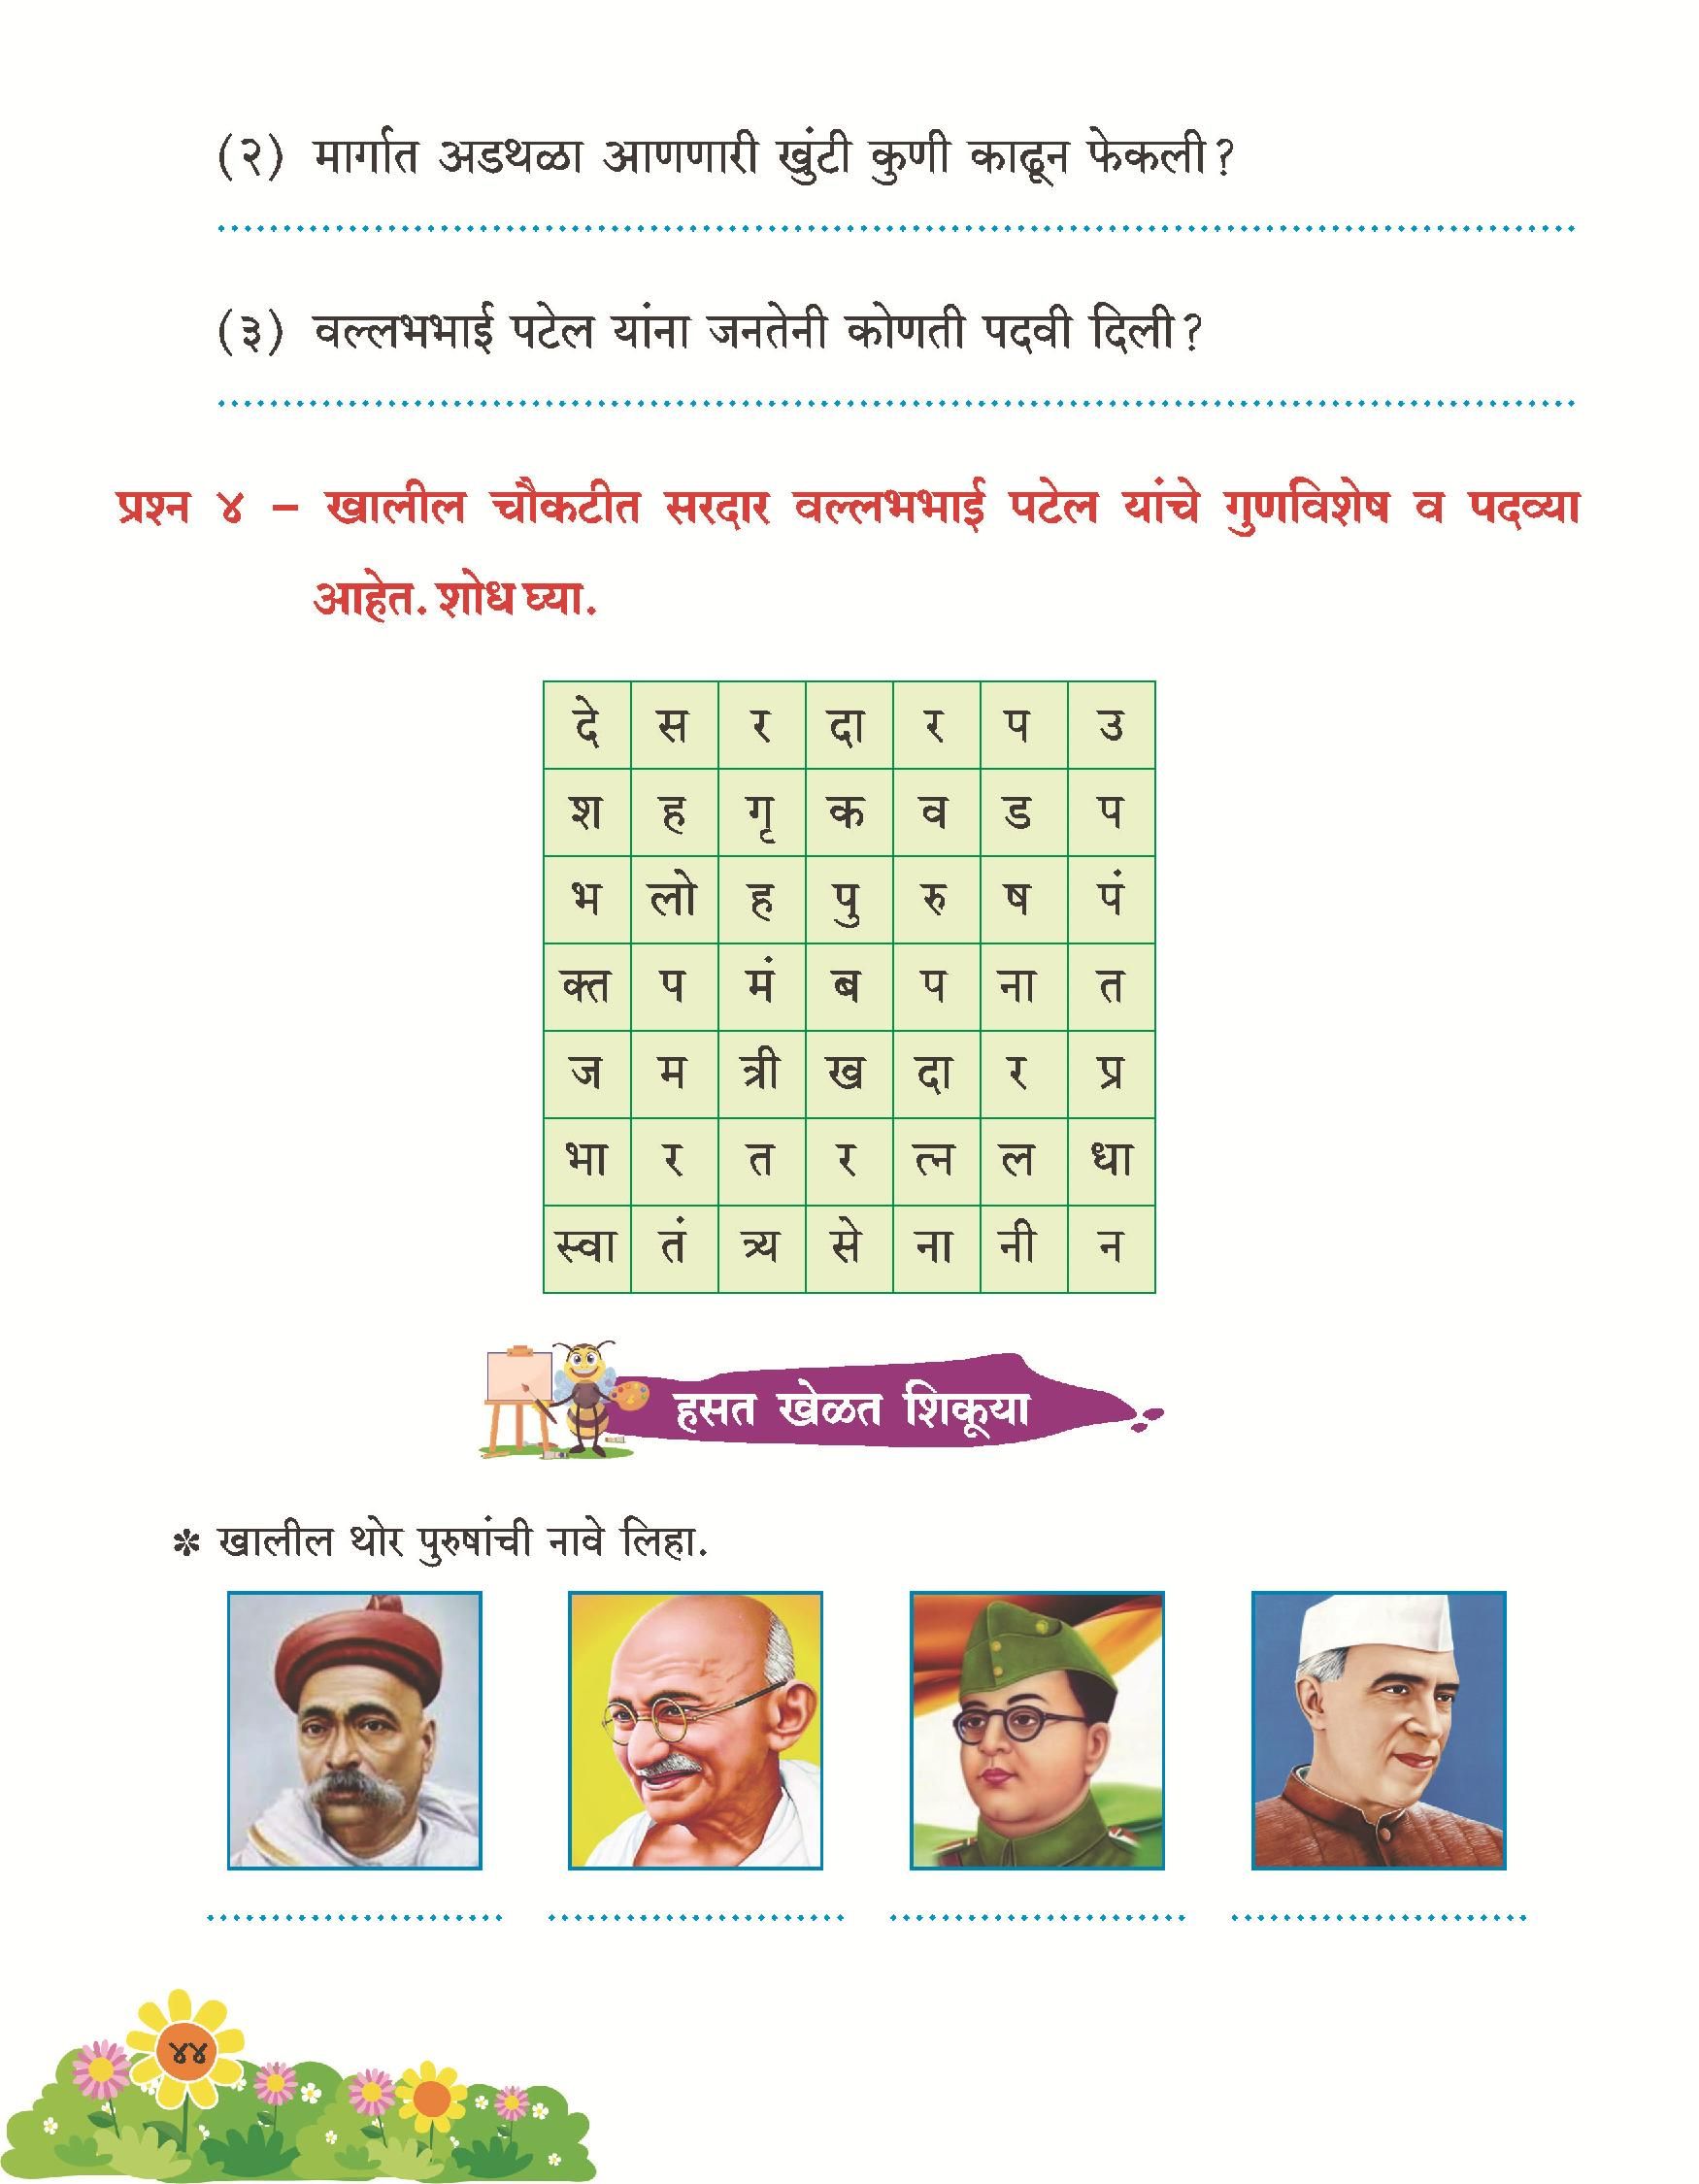 (२) मार्गात अडथळा आणणारी खुंटी कुणी काढून फेकली?
(३) वल्लभभाई पटेल यांना जनतेनी कोणती पदवी दिली?
प्रश्न ४ – खालील चौकटीत सरदार वल्लभभाई पटेल यांचे गुणविशेष व पदव्या
आहेत. शोध घ्या.
दे स र दा र प उ
श ह गृ क व ड प
भ लो ह पु रु ष पं
क्त प मं ब प ना त
ज म त्री ख दा र प्र
भा र त र त्न ल धा
स्वा तं त्र्य से ना नी न
हसत खेळत शिकूया
✽ खालील थोर पुरुषांची नावे लिहा.
४४